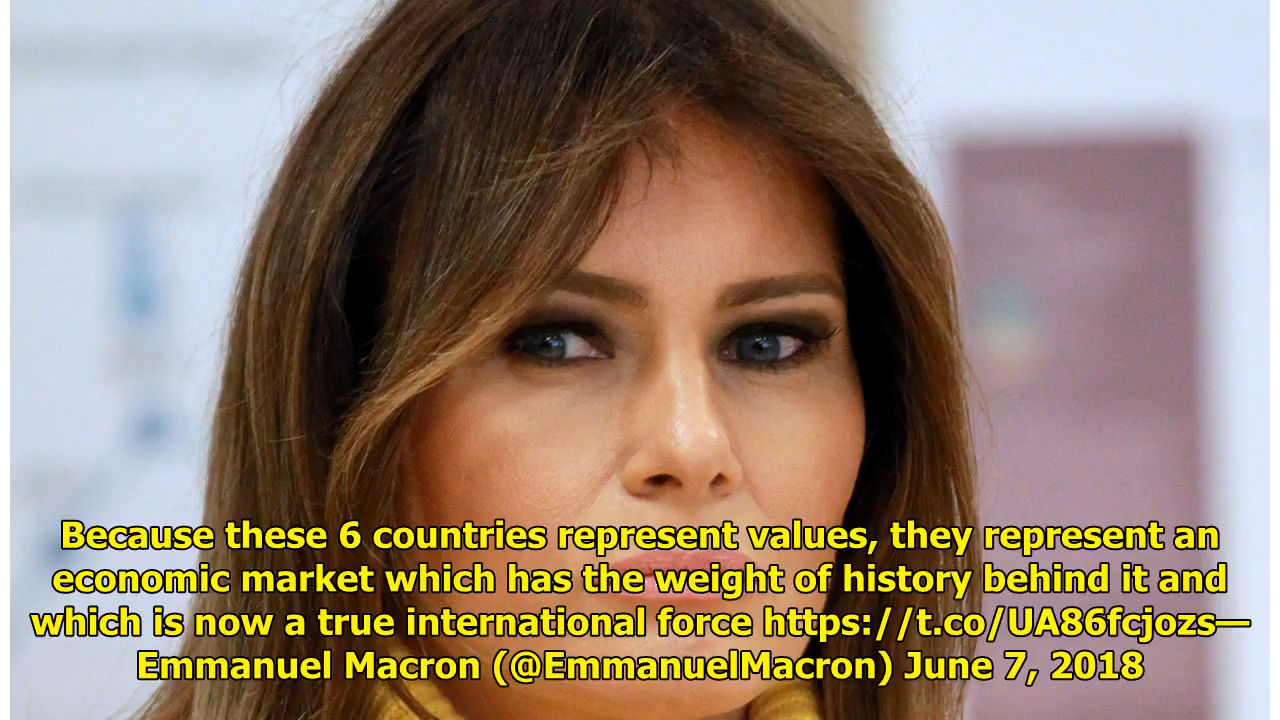 Because these 6 countries represent values, they represent an
economic market which has the weight of history behind it and
which is now a true international force https://t.co/UA86fcjozs—
Emmanuel Macron (@EmmanuelMacron) June 7, 2018